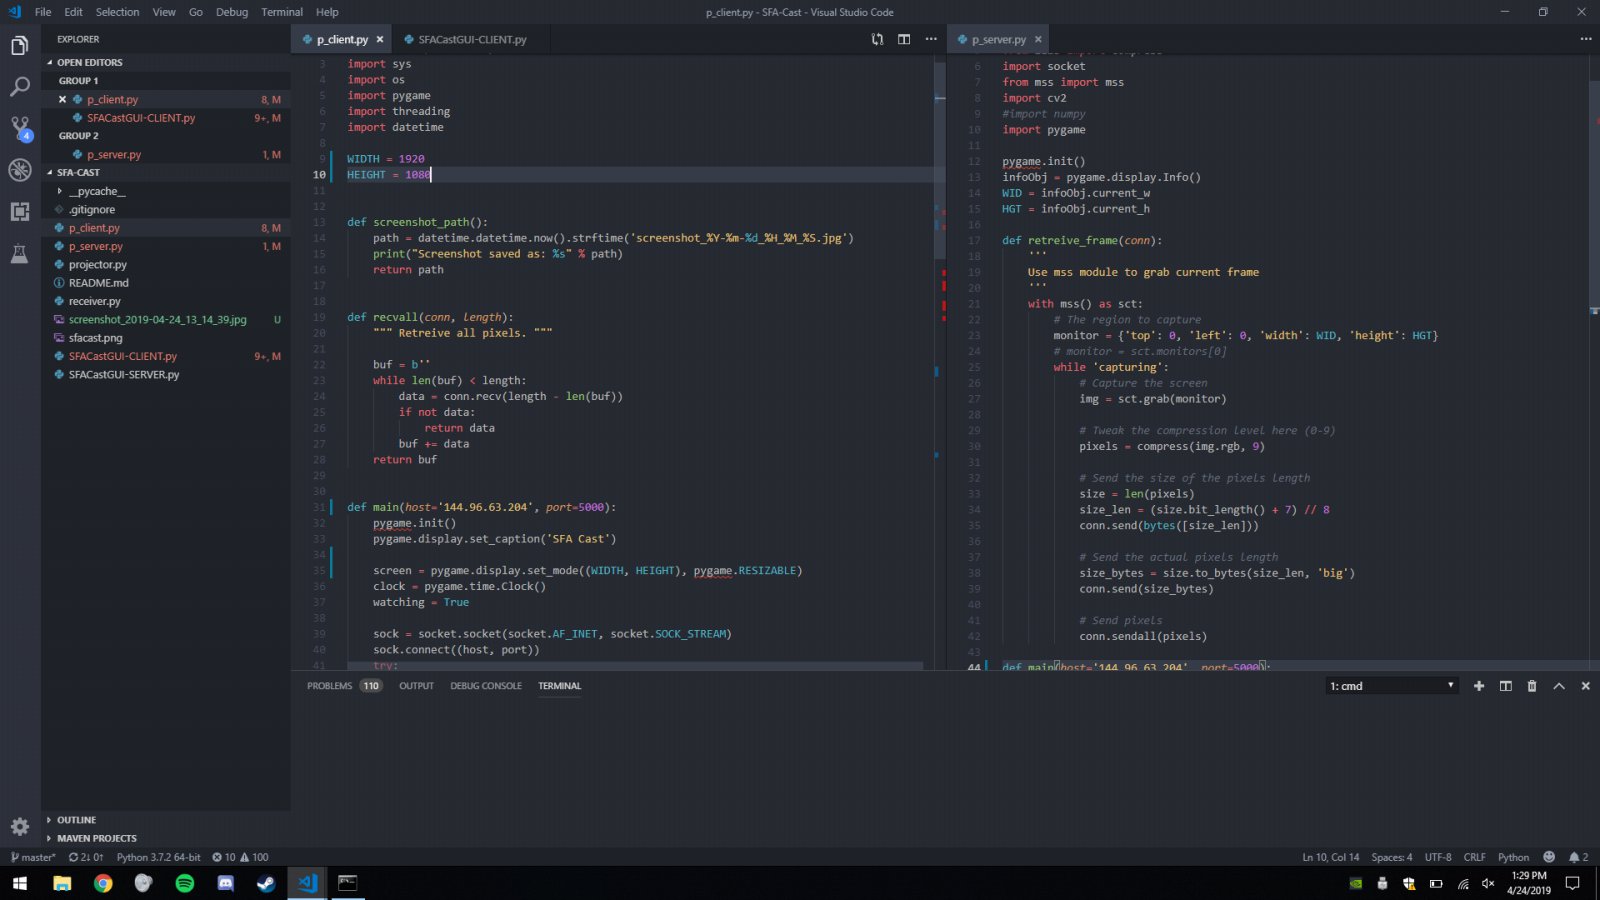 File Edit Selection View Go Debug Terminal Help
p_client.py - SFA-Cast - Visual Studio Code
EXPLORER
OPEN EDITORS
GROUP 1
p_client.py 8, M
SFACastGUI-CLIENT.py 9+, M
GROUP 2
p_server.py 1, M
SFA-CAST
__pycache__
.gitignore
p_client.py 8, M
p_server.py 1, M
projector.py
README.md
receiver.py
screenshot_2019-04-24_13_14_39.jpg U
sfacast.png
SFACastGUI-CLIENT.py 9+, M
SFACastGUI-SERVER.py
OUTLINE
MAVEN PROJECTS
4
p_client.py SFACastGUI-CLIENT.py
3 import sys
4 import os
5 import pygame
6 import threading
7 import datetime
8
9 WIDTH = 1920
10 HEIGHT = 1080
11
12
13 def screenshot_path():
14 path = datetime.datetime.now().strftime('screenshot_%Y-%m-%d_%H_%M_%S.jpg')
15 print("Screenshot saved as: %s" % path)
16 return path
17
18
19 def recvall(conn, length):
20 """ Retreive all pixels. """
21
22 buf = b''
23 while len(buf) < length:
24 data = conn.recv(length - len(buf))
25 if not data:
26 return data
27 buf += data
28 return buf
29
30
31 def main(host='144.96.63.204', port=5000):
32 pygame.init()
33 pygame.display.set_caption('SFA Cast')
34
35 screen = pygame.display.set_mode((WIDTH, HEIGHT), pygame.RESIZABLE)
36 clock = pygame.time.Clock()
37 watching = True
38
39 sock = socket.socket(socket.AF_INET, socket.SOCK_STREAM)
40 sock.connect((host, port))
41 try:
p_server.py
6 import socket
7 from mss import mss
8 import cv2
9 #import numpy
10 import pygame
11
12 pygame.init()
13 infoObj = pygame.display.Info()
14 WID = infoObj.current_w
15 HGT = infoObj.current_h
16
17 def retreive_frame(conn):
18 '''
19 Use mss module to grab current frame
20 '''
21 with mss() as sct:
22 # The region to capture
23 monitor = {'top': 0, 'left': 0, 'width': WID, 'height': HGT}
24 # monitor = sct.monitors[0]
25 while 'capturing':
26 # Capture the screen
27 img = sct.grab(monitor)
28
29 # Tweak the compression level here (0-9)
30 pixels = compress(img.rgb, 9)
31
32 # Send the size of the pixels length
33 size = len(pixels)
34 size_len = (size.bit_length() + 7) // 8
35 conn.send(bytes([size_len]))
36
37 # Send the actual pixels length
38 size_bytes = size.to_bytes(size_len, 'big')
39 conn.send(size_bytes)
40
41 # Send pixels
42 conn.sendall(pixels)
43
44 def main(host='144.96.63.204', port=5000):
PROBLEMS 110 OUTPUT DEBUG CONSOLE TERMINAL
1: cmd
master* 2↓ 0↑ Python 3.7.2 64-bit 10 100
Ln 10, Col 14 Spaces: 4 UTF-8 CRLF Python 2
1:29 PM
4/24/2019